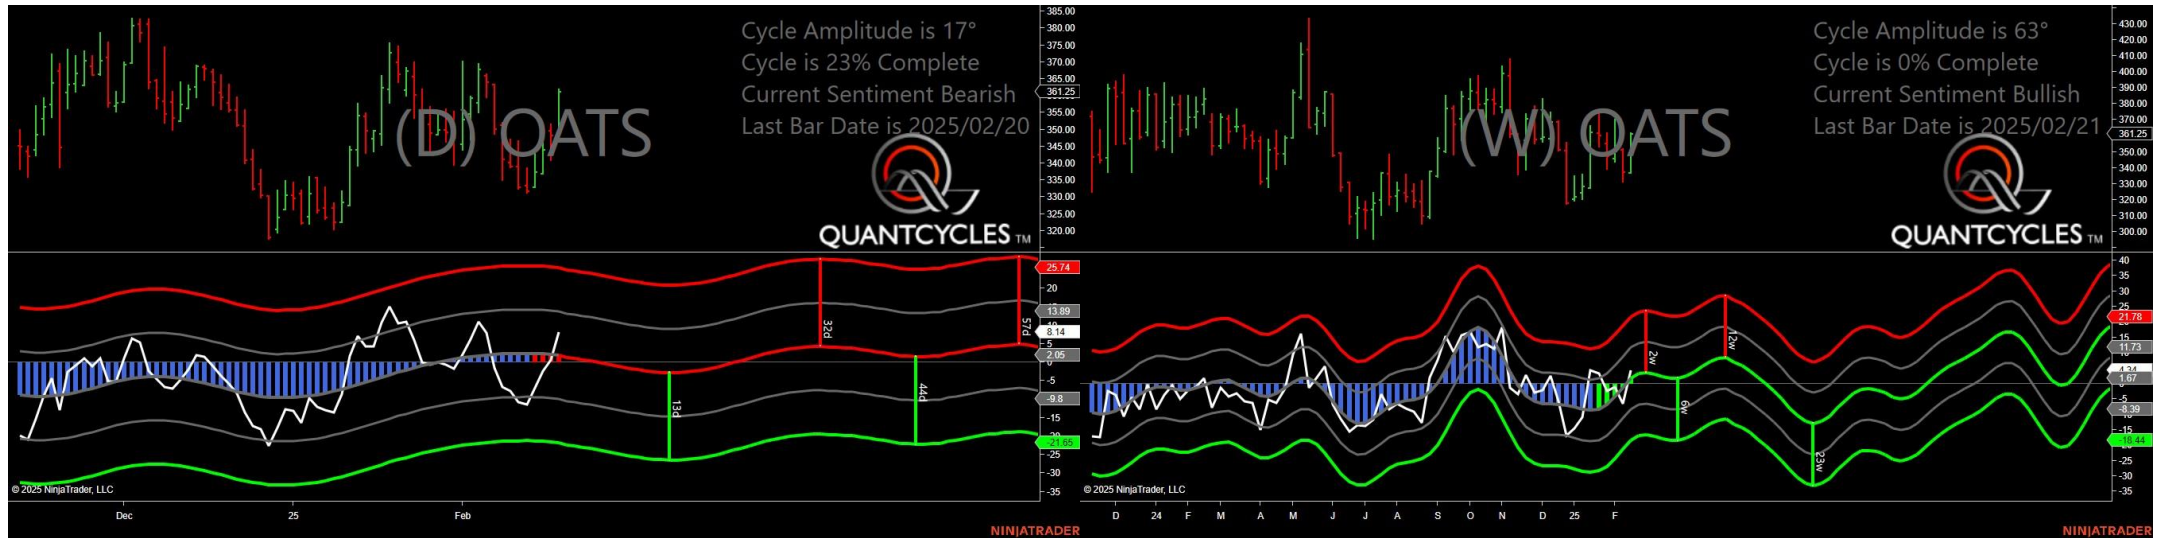 Cycle Amplitude is 17°
Cycle is 23% Complete
Current Sentiment Bearish
Last Bar Date is 2025/02/20
(D) OATS
QUANTCYCLES TM
385.00
380.00
375.00
370.00
365.00
361.25
355.00
350.00
345.00
340.00
335.00
330.00
325.00
320.00
25.74
20
13.89
10
8.14
5
2.05
0
-5
-9.8
-15
-21.65
-25
-30
-35
13d
32d
44d
57d
© 2025 NinjaTrader, LLC
Dec
25
Feb
NINJATRADER
Cycle Amplitude is 63°
Cycle is 0% Complete
Current Sentiment Bullish
Last Bar Date is 2025/02/21
(W) OATS
QUANTCYCLES TM
430.00
420.00
410.00
400.00
390.00
380.00
370.00
361.25
350.00
340.00
330.00
320.00
310.00
300.00
40
35
30
25
21.78
15
11.73
4.34
1.67
-5
-8.39
-15
-18.44
-25
-30
-35
2w
6w
12w
23w
© 2025 NinjaTrader, LLC
D 24 F M A M J J A S O N D 25 F
NINJATRADER